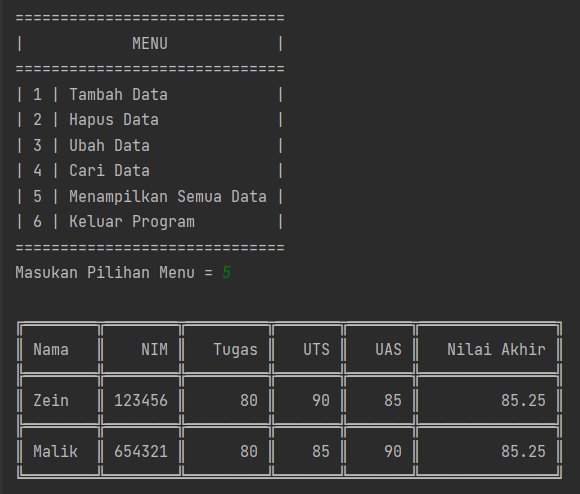 ==============================
|            MENU            |
==============================
| 1 | Tambah Data            |
| 2 | Hapus Data             |
| 3 | Ubah Data              |
| 4 | Cari Data              |
| 5 | Menampilkan Semua Data |
| 6 | Keluar Program         |
==============================
Masukan Pilihan Menu = 5
Nama NIM Tugas UTS UAS Nilai Akhir
Zein 123456 80 90 85 85.25
Malik 654321 80 85 90 85.25